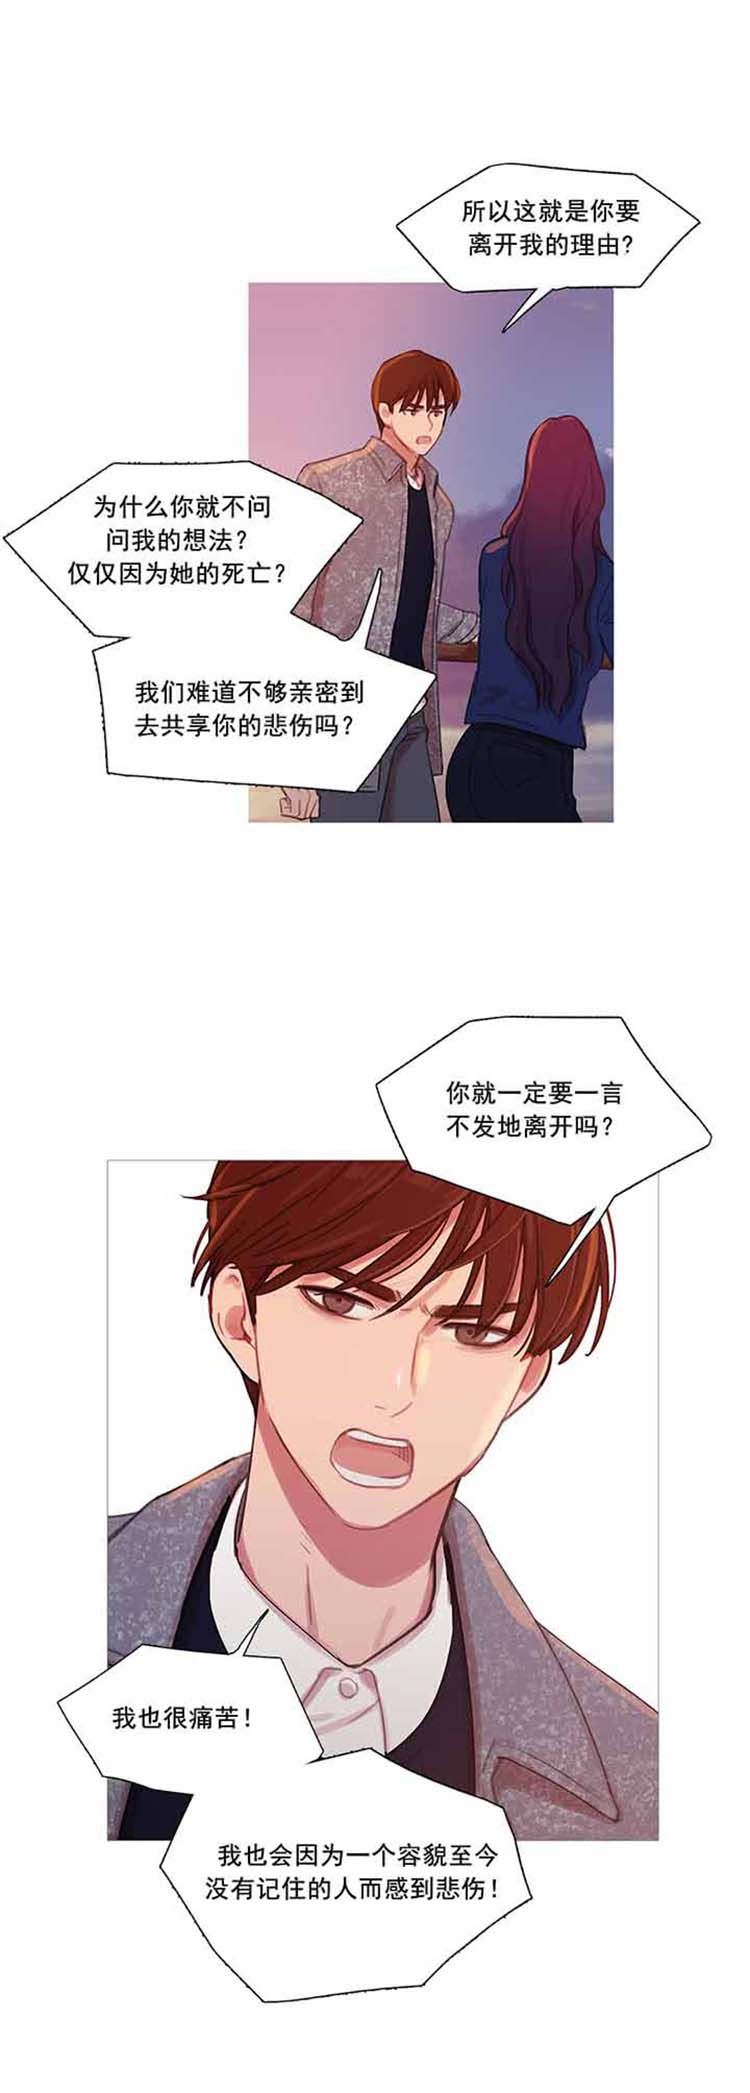 所以这就是你要
离开我的理由?
为什么你就不问
问我的想法?
仅仅因为她的死亡?
我们难道不够亲密到
去共享你的悲伤吗?
你就一定要一言
不发地离开吗?
我也很痛苦!
我也会因为一个容貌至今
没有记住的人而感到悲伤!